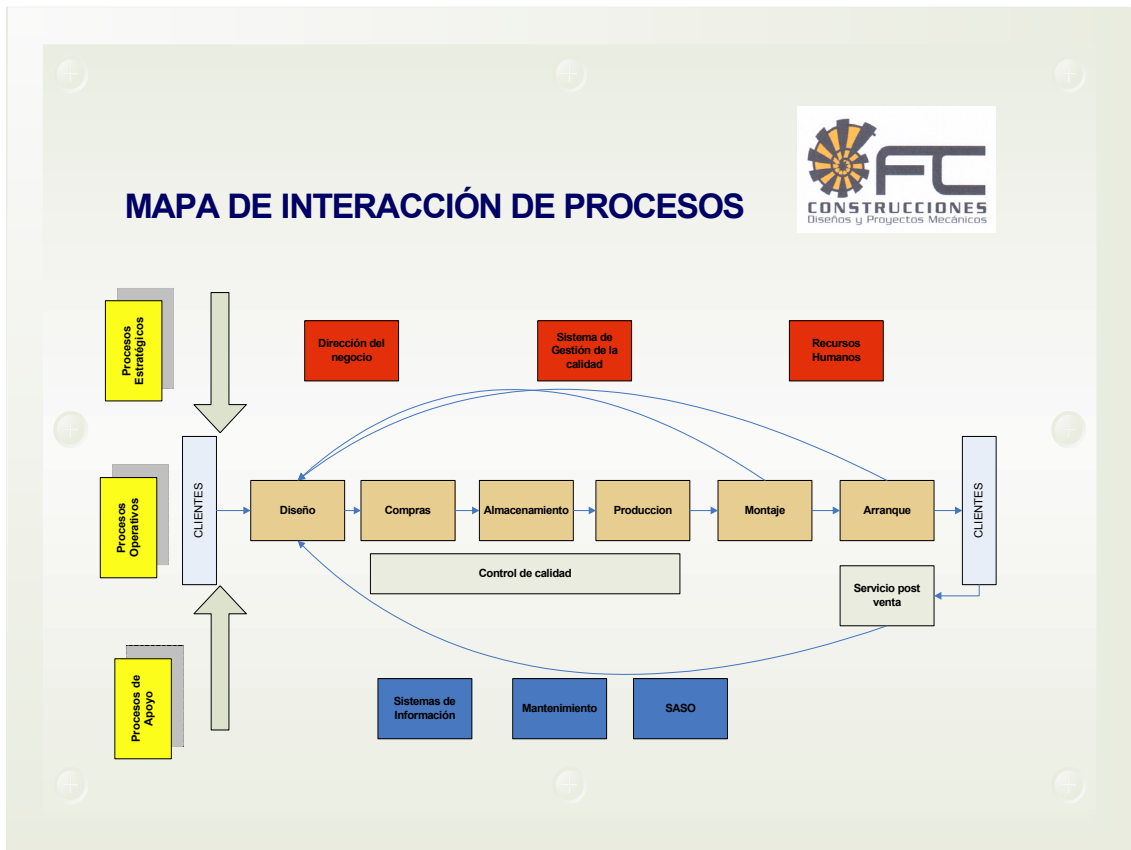 FC
CONSTRUCCIONES
Diseños y Proyectos Mecánicos
MAPA DE INTERACCIÓN DE PROCESOS
Procesos
Estratégicos
Dirección del
negocio
Sistema de
Gestión de la
calidad
Recursos
Humanos
Procesos
Operativos
CLIENTES
Diseño
Compras
Almacenamiento
Produccion
Montaje
Arranque
CLIENTES
Control de calidad
Servicio post
venta
Procesos de
Apoyo
Sistemas de
Información
Mantenimiento
SASO